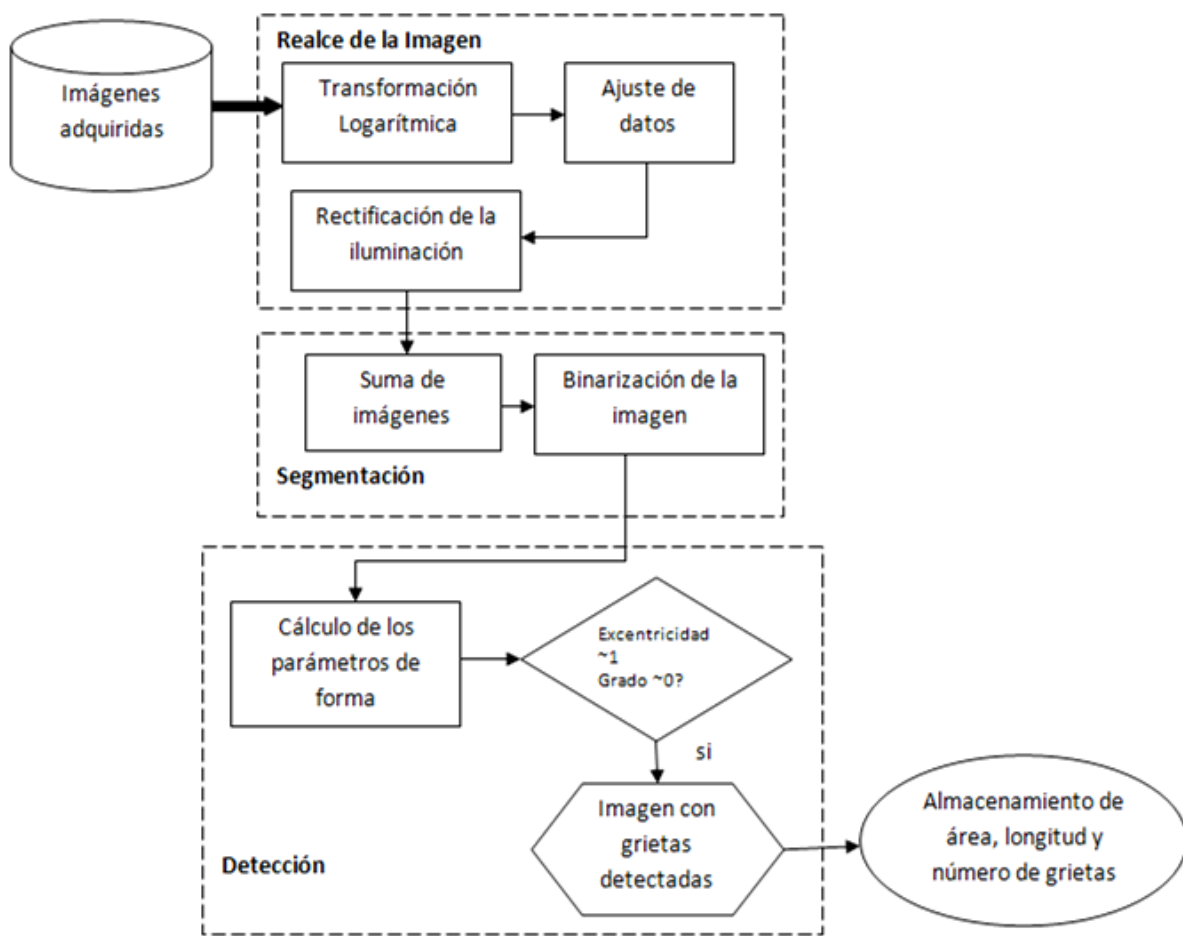 Realce de la Imagen
Imágenes
adquiridas
Transformación
Logarítmica
Ajuste de
datos
Rectificación de la
iluminación
Suma de
imágenes
Binarización de la
imagen
Segmentación
Cálculo de los
parámetros de
forma
Excentricidad
~1
Grado ~0?
si
Imagen con
grietas
detectadas
Detección
Almacenamiento de
área, longitud y
número de grietas